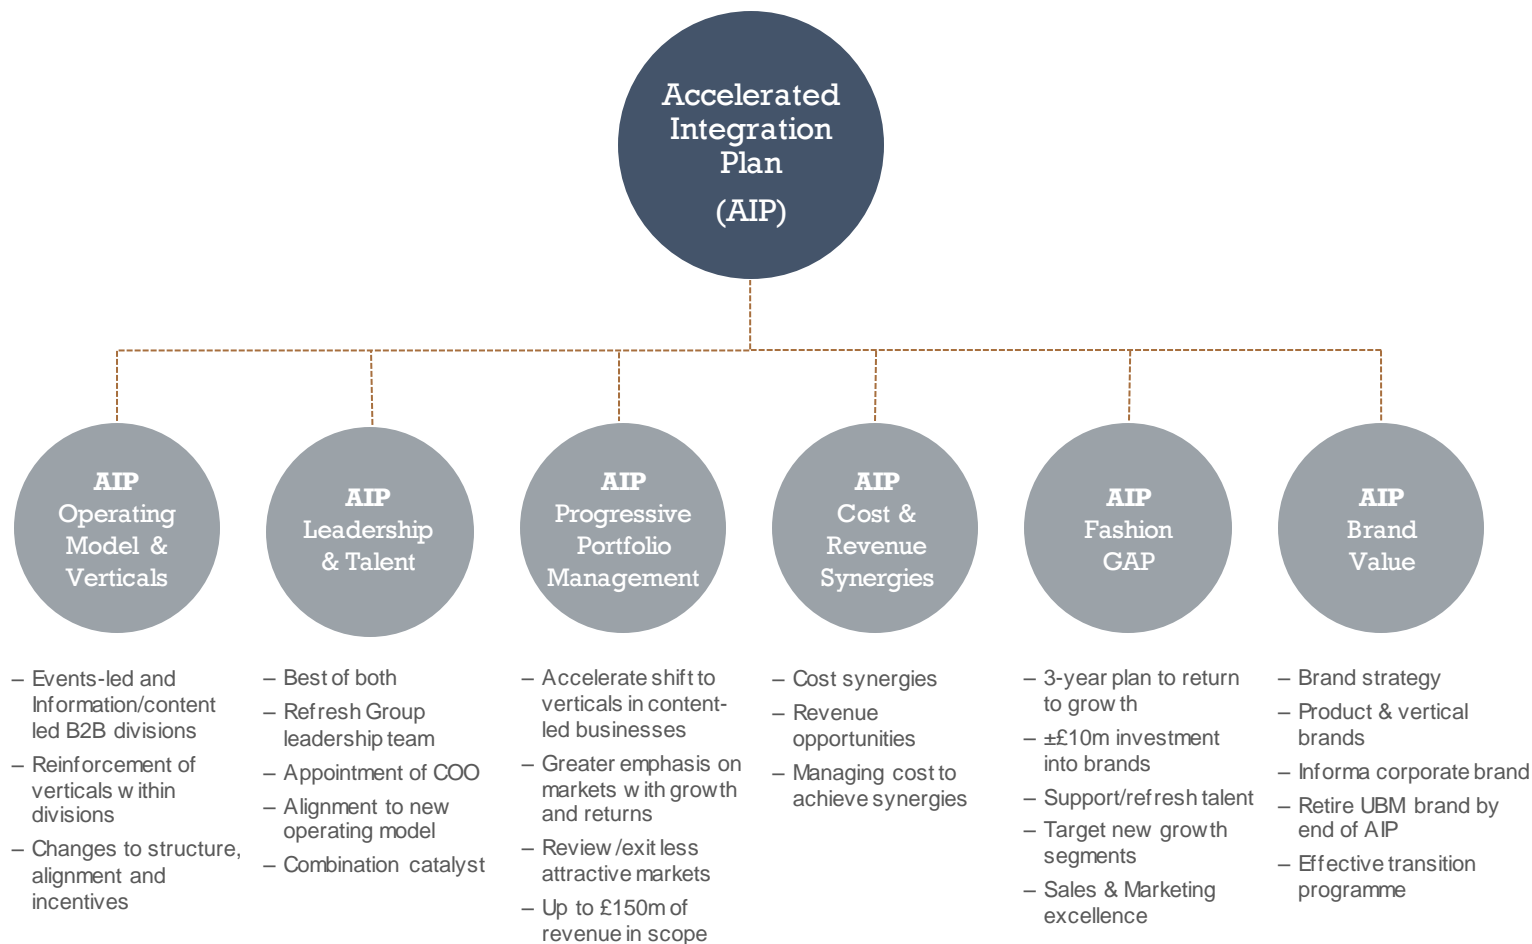 Accelerated
Integration
Plan
(AIP)
AIP
Operating
Model &
Verticals
AIP
Leadership
& Talent
AIP
Progressive
Portfolio
Management
AIP
Cost &
Revenue
Synergies
AIP
Fashion
GAP
AIP
Brand
Value
– Events-led and
Information/content
led B2B divisions
– Reinforcement of
verticals within
divisions
– Changes to structure,
alignment and
incentives
– Best of both
– Refresh Group
leadership team
– Appointment of COO
– Alignment to new
operating model
– Combination catalyst
– Accelerate shift to
verticals in content-
led businesses
– Greater emphasis on
markets with growth
and returns
– Review/exit less
attractive markets
– Up to £150m of
revenue in scope
– Cost synergies
– Revenue
opportunities
– Managing cost to
achieve synergies
– 3-year plan to return
to growth
– ±£10m investment
into brands
– Support/refresh talent
– Target new growth
segments
– Sales & Marketing
excellence
– Brand strategy
– Product & vertical
brands
– Informa corporate brand
– Retire UBM brand by
end of AIP
– Effective transition
programme